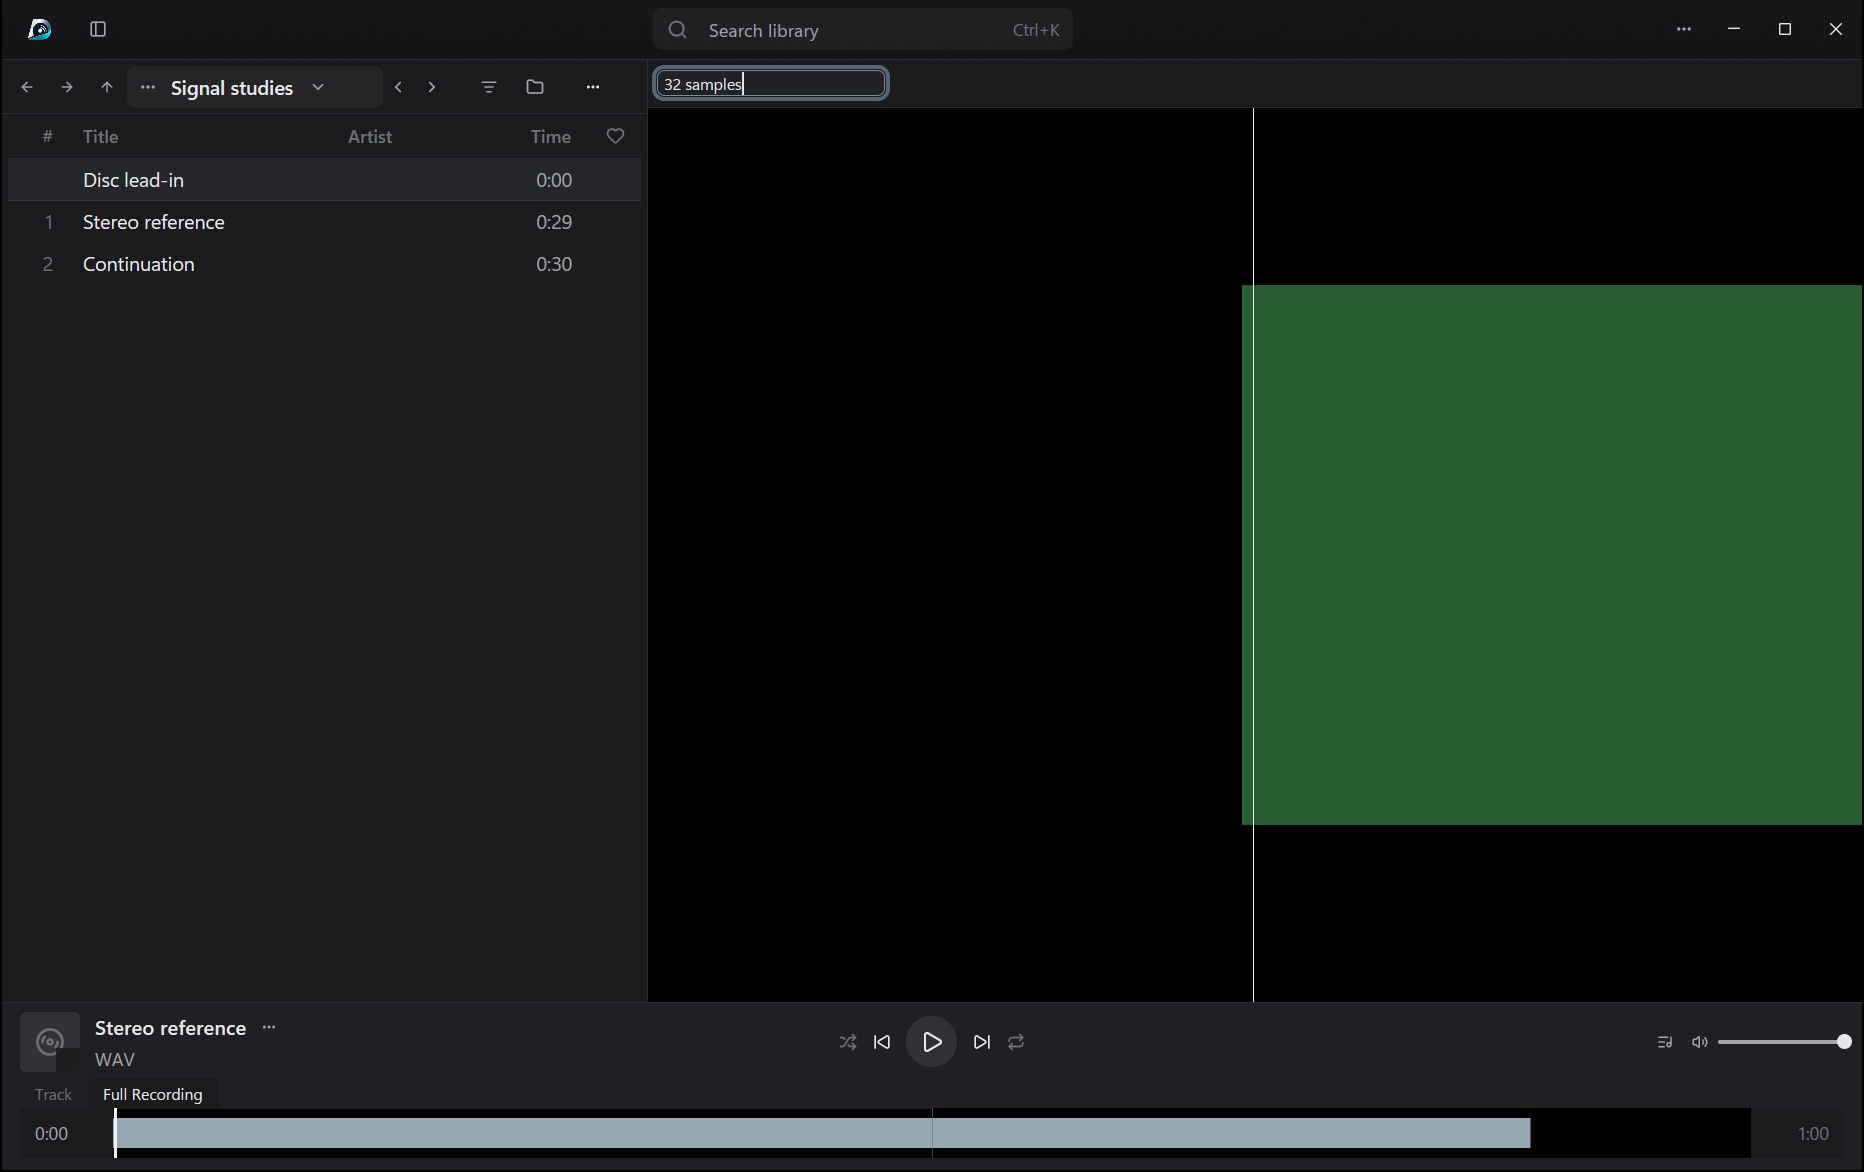 Search library Ctrl+K
Signal studies
32 samples
# Title Artist Time
Disc lead-in 0:00
1 Stereo reference 0:29
2 Continuation 0:30
Stereo reference
WAV
Track Full Recording
0:00 1:00